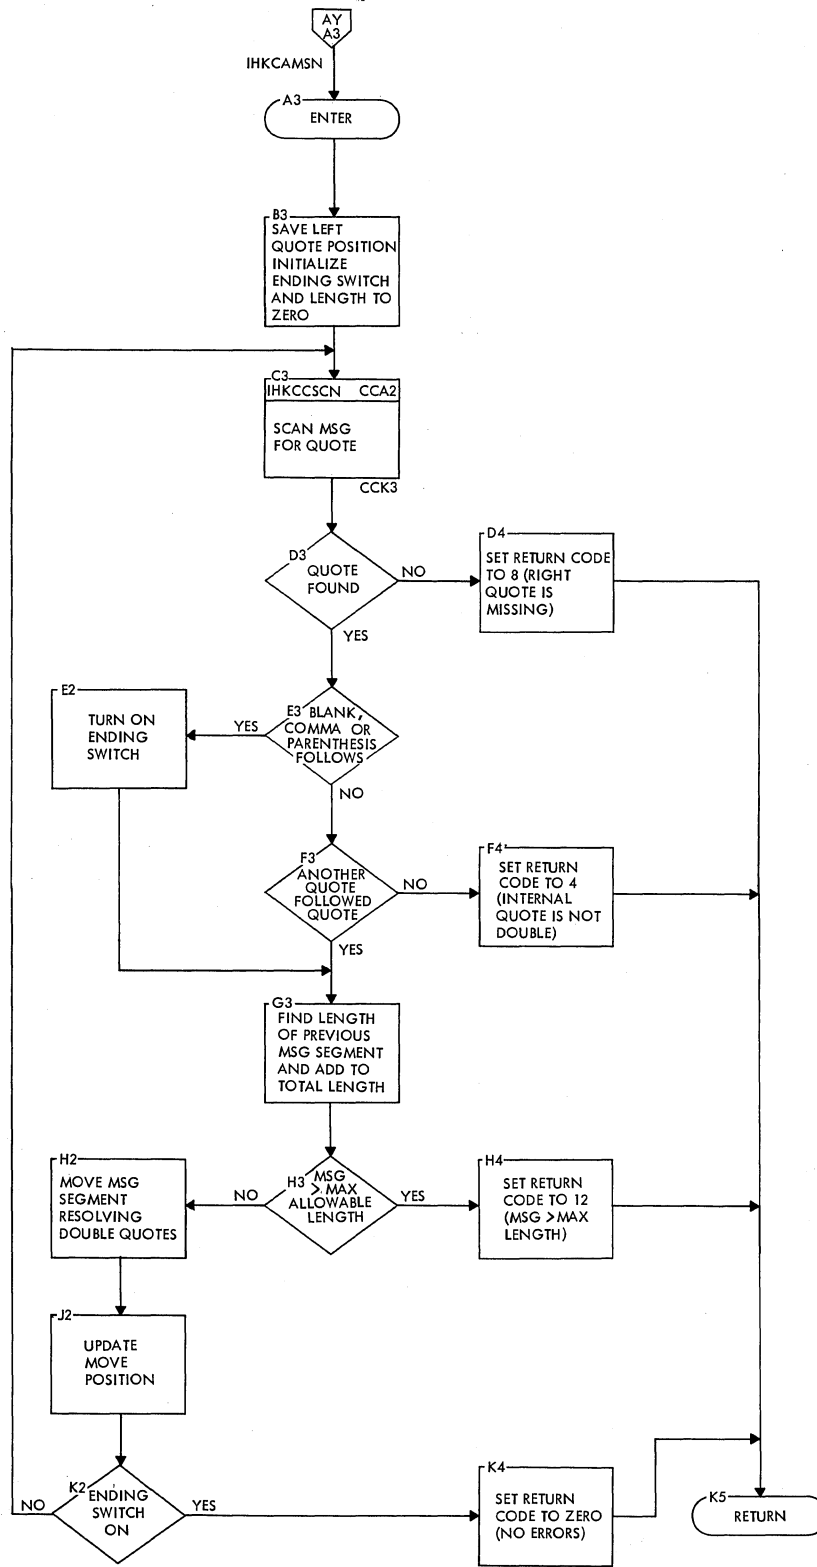 AY
A3
IHKCAMSN
A3
ENTER
B3
SAVE LEFT
QUOTE POSITION
INITIALIZE
ENDING SWITCH
AND LENGTH TO
ZERO
C3
IHKCCSCN CCA2
SCAN MSG
FOR QUOTE
CCK3
D3
QUOTE
FOUND
NO
YES
D4
SET RETURN CODE
TO 8 (RIGHT
QUOTE IS
MISSING)
E2
TURN ON
ENDING
SWITCH
YES
E3 BLANK,
COMMA OR
PARENTHESIS
FOLLOWS
NO
F3
ANOTHER
QUOTE
FOLLOWED
QUOTE
NO
YES
F4
SET RETURN
CODE TO 4
(INTERNAL
QUOTE IS NOT
DOUBLE)
G3
FIND LENGTH
OF PREVIOUS
MSG SEGMENT
AND ADD TO
TOTAL LENGTH
H2
MOVE MSG
SEGMENT
RESOLVING
DOUBLE QUOTES
NO
H3 MSG
> MAX
ALLOWABLE
LENGTH
YES
H4
SET RETURN
CODE TO 12
(MSG > MAX
LENGTH)
J2
UPDATE
MOVE
POSITION
K2
ENDING
SWITCH
ON
NO
YES
K4
SET RETURN
CODE TO ZERO
(NO ERRORS)
K5
RETURN